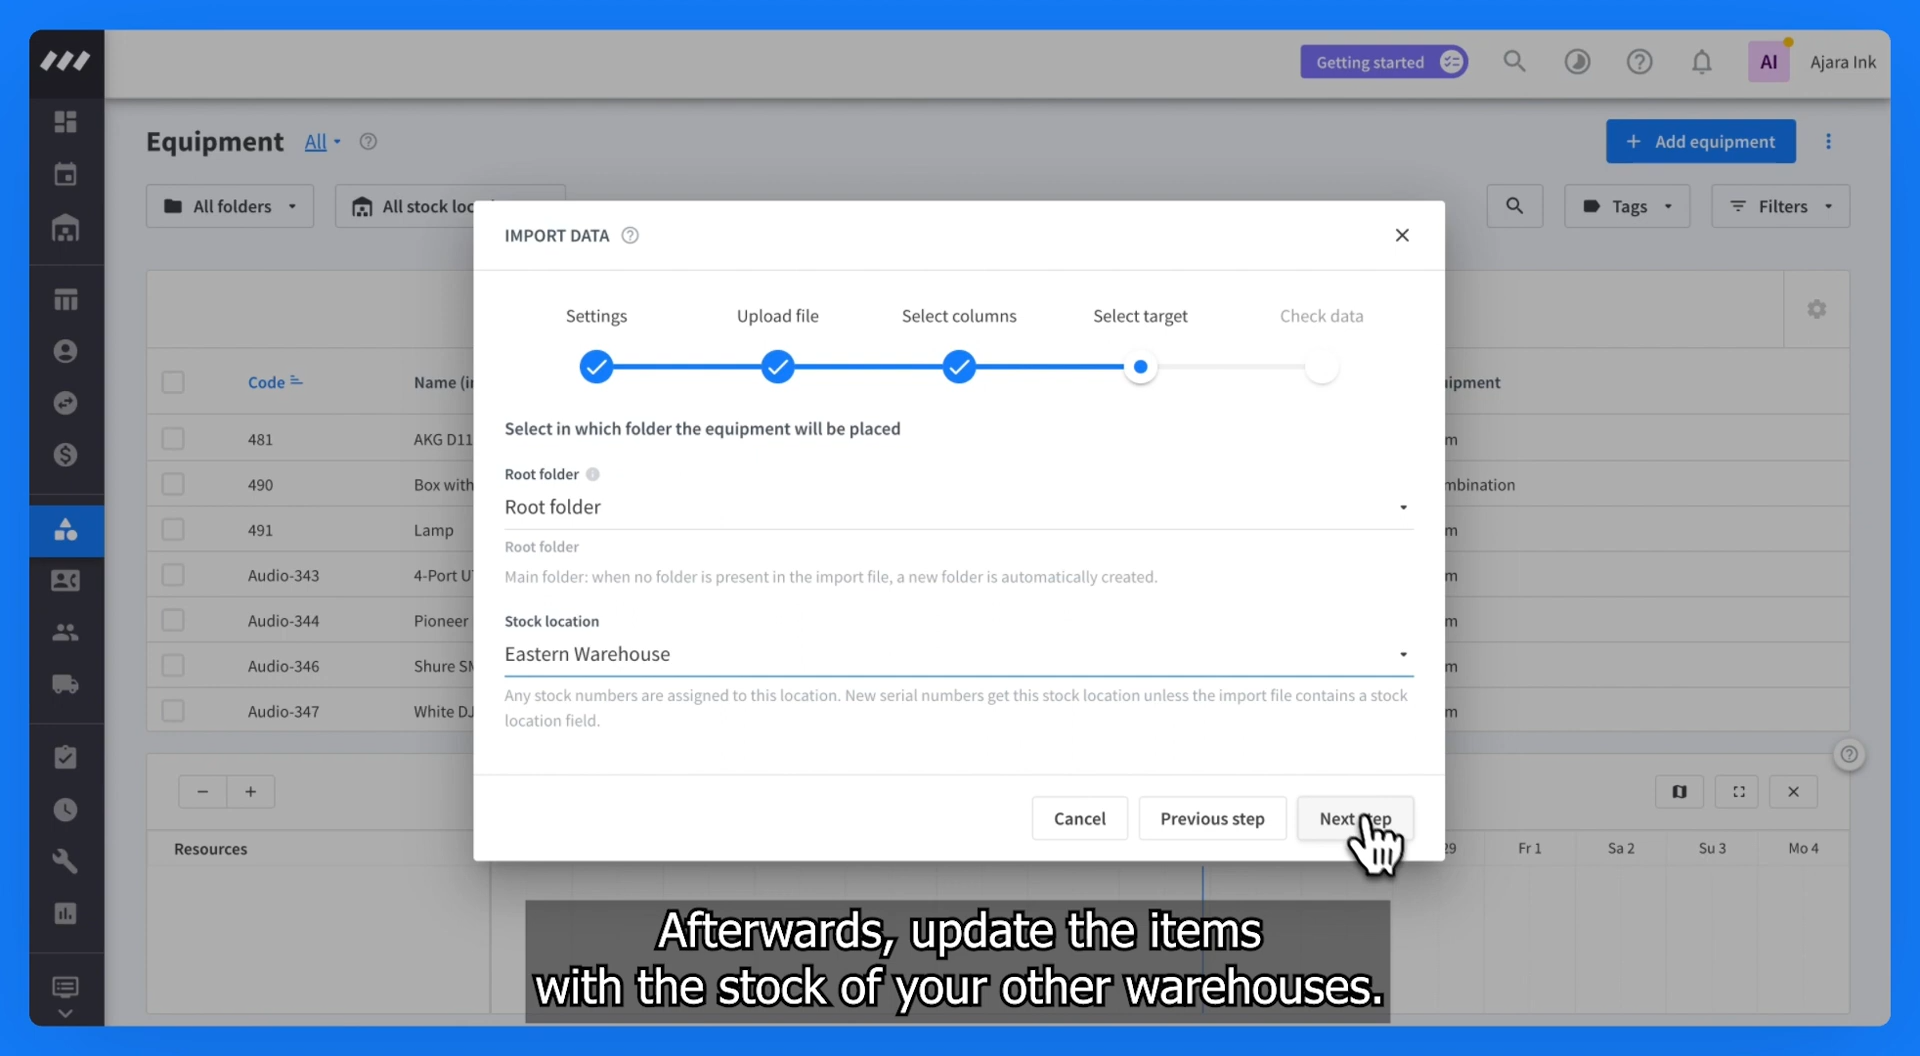 Getting started
AI
Ajara Ink
Equipment
All
+ Add equipment
All folders
All stock loc
Tags
Filters
IMPORT DATA
Settings
Upload file
Select columns
Select target
Check data
Code
Name (i
ipment
481
AKG D11
m
490
Box with
mbination
491
Lamp
m
Audio-343
4-Port U
m
Audio-344
Pioneer
m
Audio-346
Shure SM
m
Audio-347
White DJ
m
Select in which folder the equipment will be placed
Root folder
Root folder
Root folder
Main folder: when no folder is present in the import file, a new folder is automatically created.
Stock location
Eastern Warehouse
Any stock numbers are assigned to this location. New serial numbers get this stock location unless the import file contains a stock
location field.
Cancel
Previous step
Next
Resources
29
Fr 1
Sa 2
Su 3
Mo 4
Afterwards, update the items
with the stock of your other warehouses.